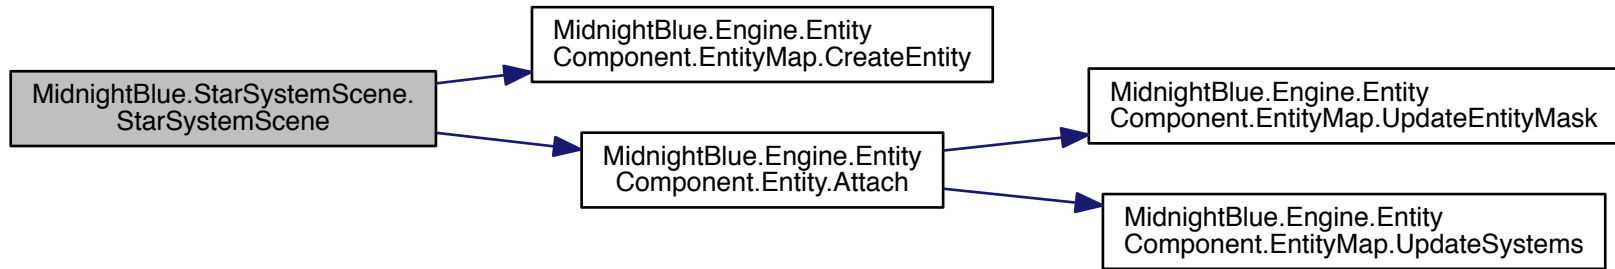 MidnightBlue.StarSystemScene.
StarSystemScene
MidnightBlue.Engine.Entity
Component.EntityMap.CreateEntity
MidnightBlue.Engine.Entity
Component.Entity.Attach
MidnightBlue.Engine.Entity
Component.EntityMap.UpdateEntityMask
MidnightBlue.Engine.Entity
Component.EntityMap.UpdateSystems